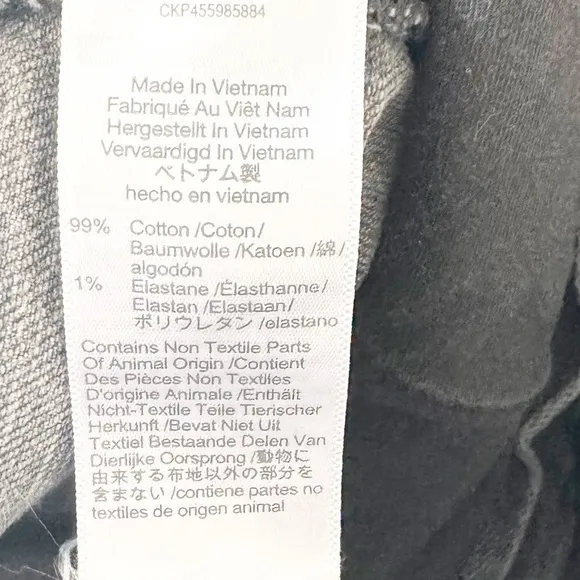 CKP455985884
Made In Vietnam
Fabriqué Au Viêt Nam
Hergestellt In Vietnam
Vervaardigd In Vietnam
ベトナム製
hecho en vietnam
99% Cotton /Coton/
Baumwolle /Katoen /綿/
algodón
1% Elastane /Élasthanne/
Elastan /Elastaan/
ポリウレタン /elastano
Contains Non Textile Parts
Of Animal Origin /Contient
Des Pièces Non Textiles
D'origine Animale /Enthält
Nicht-Textile Teile Tierischer
Herkunft /Bevat Niet Uit
Textiel Bestaande Delen Van
Dierlijke Oorsprong /動物に
由来する布地以外の部分を
含まない /contiene partes no
textiles de origen animal